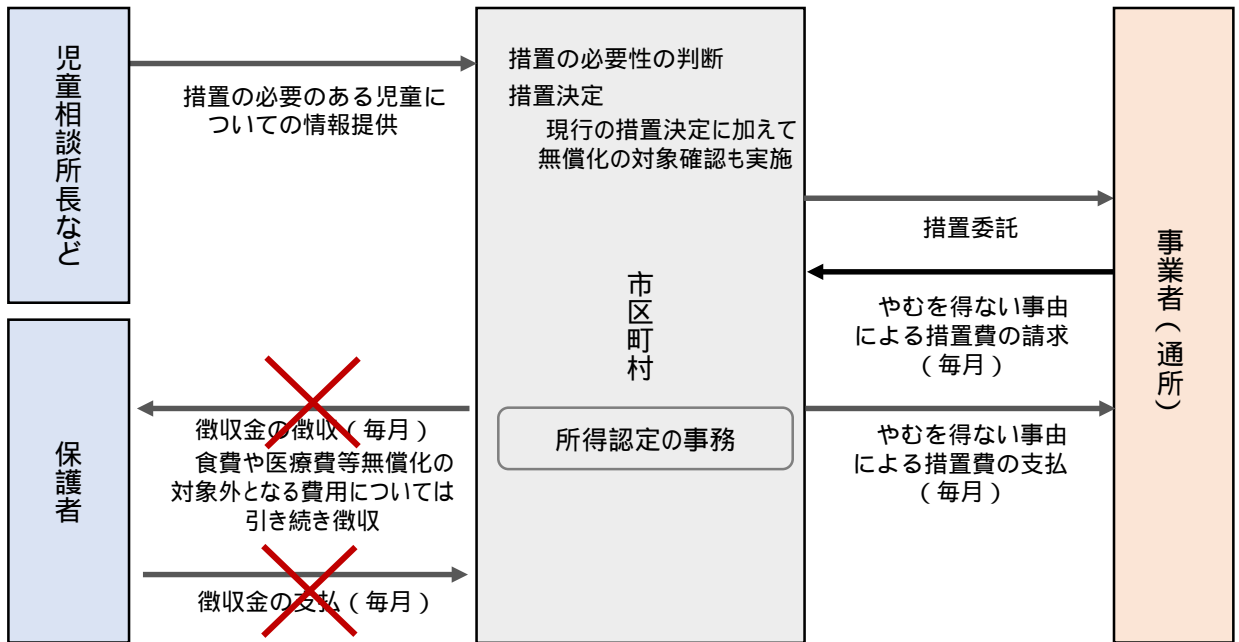 児童相談所長など
措置の必要のある児童に
ついての情報提供
措置の必要性の判断
措置決定
現行の措置決定に加えて
無償化の対象確認も実施
市区町村
所得認定の事務
措置委託
やむを得ない事由
による措置費の請求
(毎月)
やむを得ない事由
による措置費の支払
(毎月)
事業者(通所)
保護者
徴収金の徴収(毎月)
食費や医療費等無償化の
対象外となる費用については
引き続き徴収
徴収金の支払(毎月)